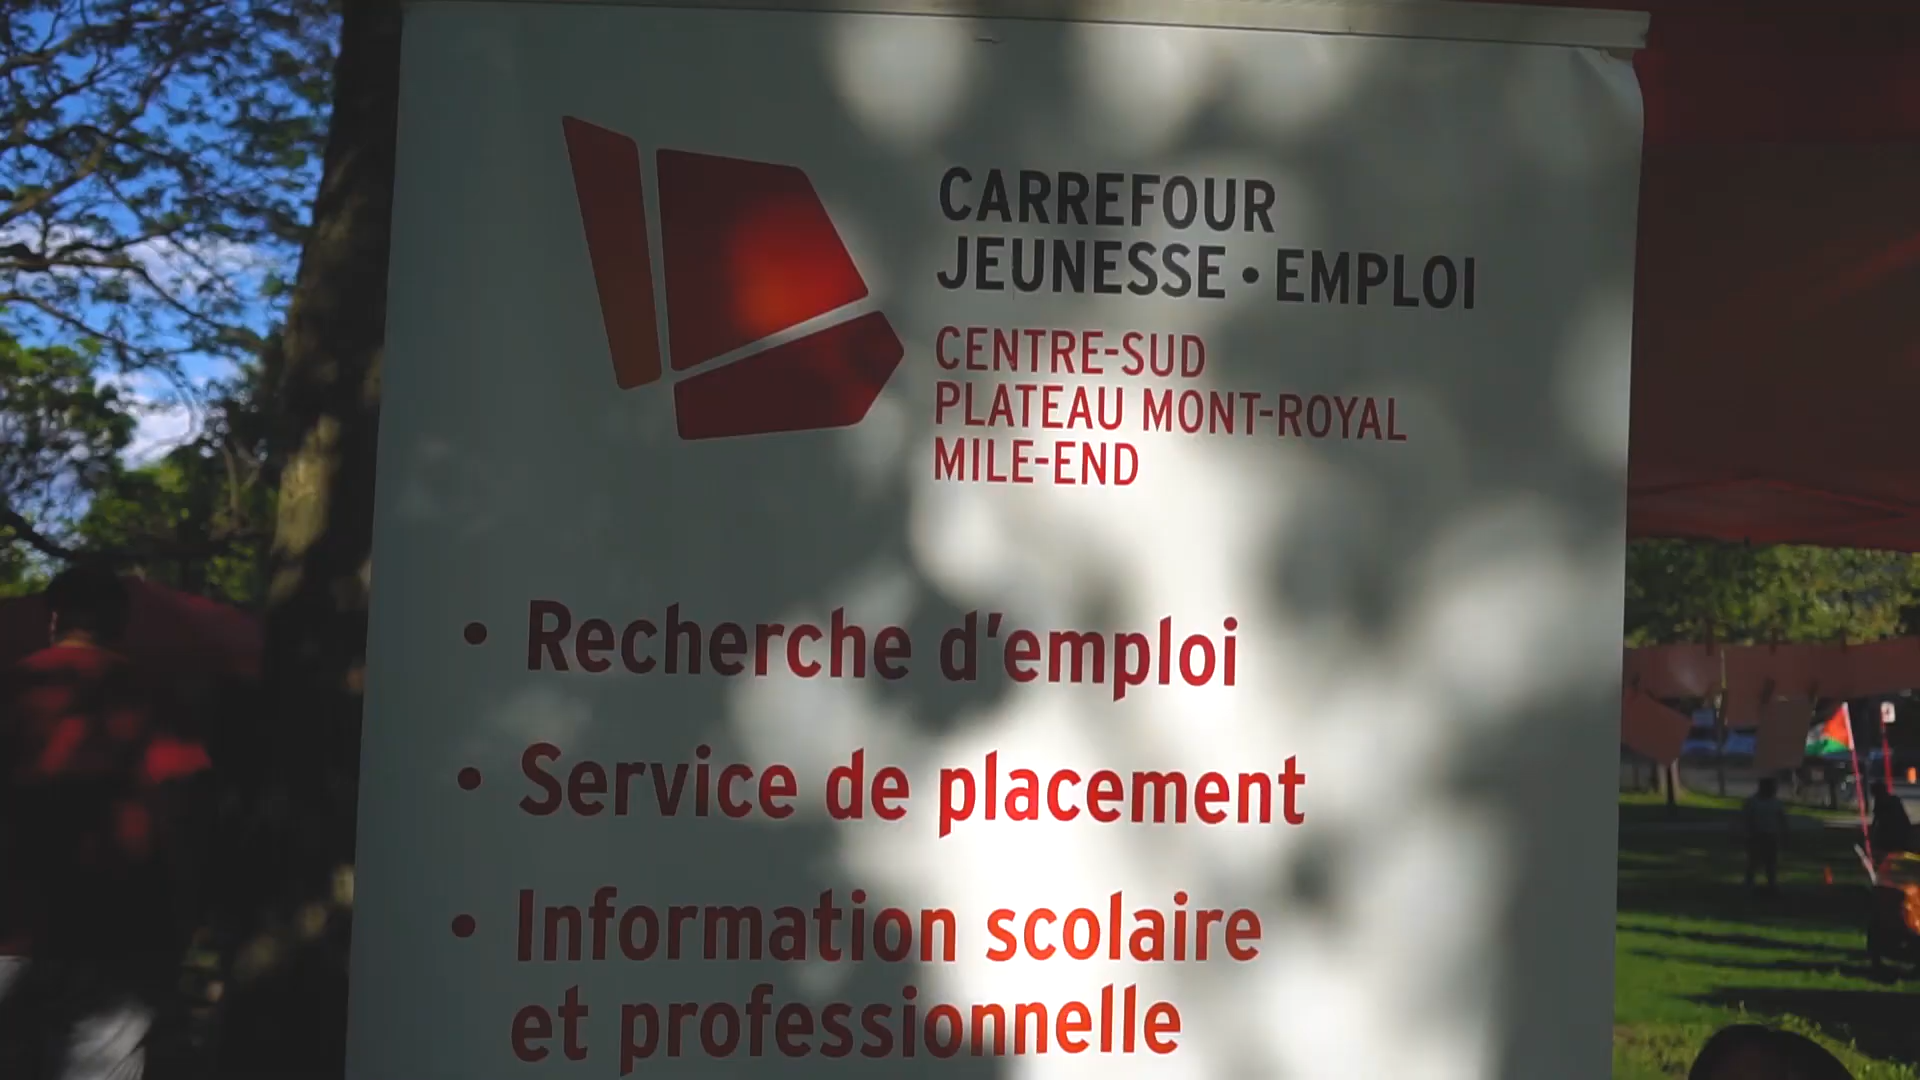 CARREFOUR
JEUNESSE • EMPLOI
CENTRE-SUD
PLATEAU MONT-ROYAL
MILE-END
• Recherche d'emploi
• Service de placement
• Information scolaire
et professionnelle